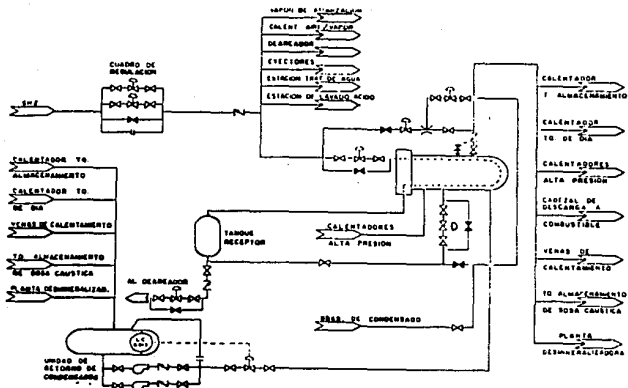 VAPOR DE ATOMIZACION
CALENT AIRE/VAPOR
DEAREADOR
EYECTORES
ESTACION TRAT DE AGUA
ESTACION DE LAVADO ACIDO
CUADRO DE
REGULACION
CALENTADOR TQ.
ALMACENAMIENTO
CALENTADOR TQ.
DE DIA
VENAS DE CALENTAMIENTO
TQ. ALMACENAMIENTO
DE SOSA CAUSTICA
PLANTA DESMINERALIZAD.
TANQUE
RECEPTOR
CALENTADORES
ALTA PRESION
AL DEAREADOR
DE CONDENSADO
UNIDAD DE
RETORNO DE
CONDENSADOS
D
CALENTADOR
T. ALMACENAMIENTO
CALENTADOR
TQ. DE DIA
CALENTADORES
ALTA PRESION
CABEZAL DE
DESCARGA A
COMBUSTIBLE
VENAS DE
CALENTAMIENTO
TQ ALMACENAMIENTO
DE SOSA CAUSTICA
PLANTA
DESMINERALIZADORA